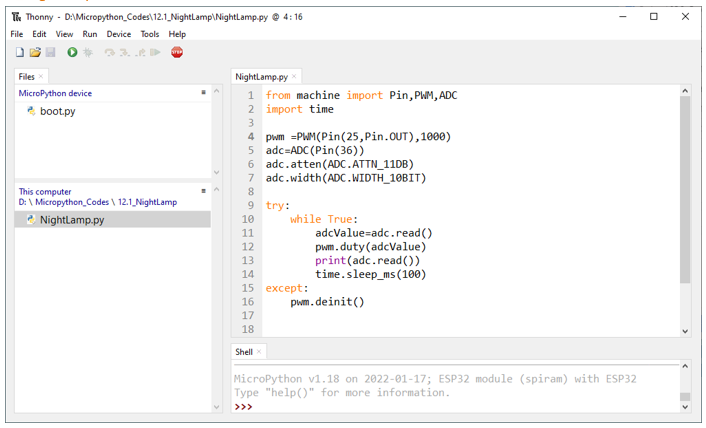 Thonny - D:\Micropython_Codes\12.1_NightLamp\NightLamp.py @ 4 : 16
File Edit View Run Device Tools Help
STOP
Files ×
MicroPython device
boot.py
This computer
D: \ Micropython_Codes \ 12.1_NightLamp
NightLamp.py
NightLamp.py ×
1 from machine import Pin,PWM,ADC
2 import time
3
4 pwm =PWM(Pin(25,Pin.OUT),1000)
5 adc=ADC(Pin(36))
6 adc.atten(ADC.ATTN_11DB)
7 adc.width(ADC.WIDTH_10BIT)
8
9 try:
10     while True:
11         adcValue=adc.read()
12         pwm.duty(adcValue)
13         print(adc.read())
14         time.sleep_ms(100)
15 except:
16     pwm.deinit()
17
18
Shell ×
MicroPython v1.18 on 2022-01-17; ESP32 module (spiram) with ESP32
Type "help()" for more information.
>>>